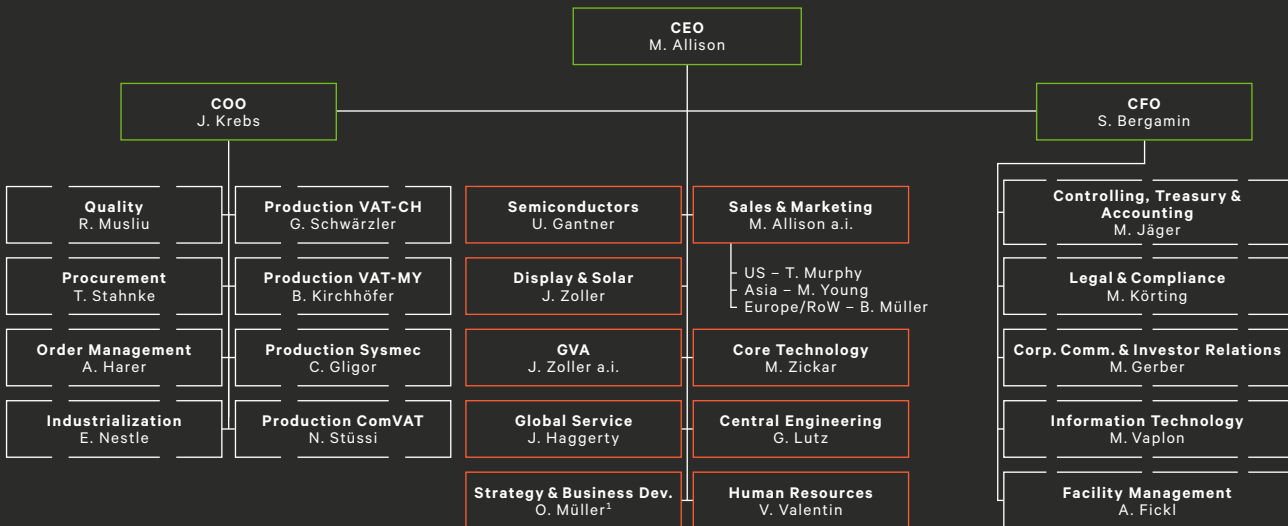 CEO
M. Allison
COO
J. Krebs
CFO
S. Bergamin
Quality
R. Musliu
Procurement
T. Stahnke
Order Management
A. Harer
Industrialization
E. Nestle
Production VAT-CH
G. Schwärzler
Production VAT-MY
B. Kirchhöfer
Production Sysmec
C. Gligor
Production ComVAT
N. Stüssi
Semiconductors
U. Gantner
Display & Solar
J. Zoller
GVA
J. Zoller a.i.
Global Service
J. Haggerty
Strategy & Business Dev.
O. Müller¹
Sales & Marketing
M. Allison a.i.
US – T. Murphy
Asia – M. Young
Europe/RoW – B. Müller
Core Technology
M. Zickar
Central Engineering
G. Lutz
Human Resources
V. Valentin
Controlling, Treasury &
Accounting
M. Jäger
Legal & Compliance
M. Körting
Corp. Comm. & Investor Relations
M. Gerber
Information Technology
M. Vaplon
Facility Management
A. Fickl